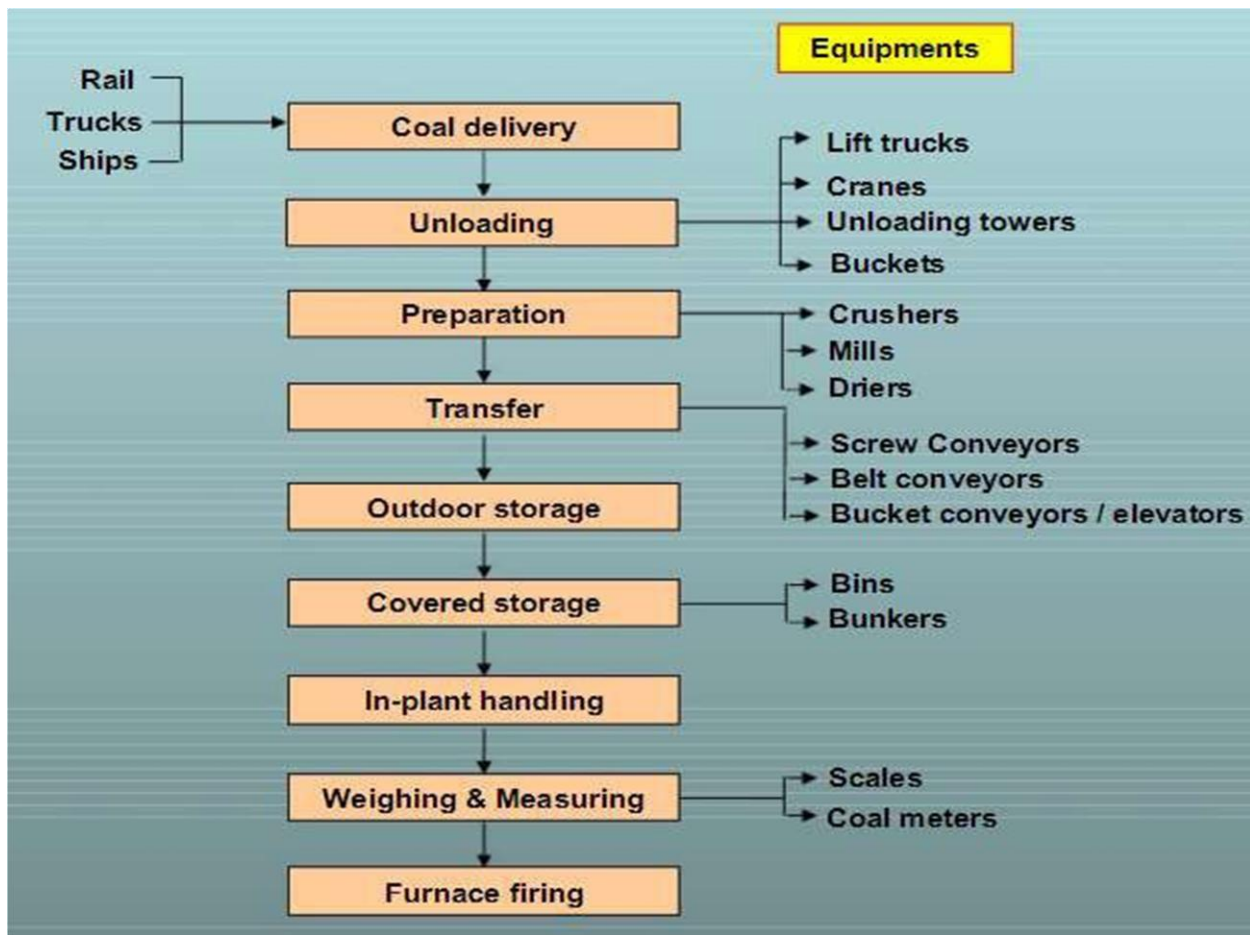 Equipments
Rail
Trucks
Ships
Coal delivery
Lift trucks
Cranes
Unloading
Unloading towers
Buckets
Preparation
Crushers
Mills
Driers
Transfer
Screw Conveyors
Belt conveyors
Bucket conveyors / elevators
Outdoor storage
Covered storage
Bins
Bunkers
In-plant handling
Weighing & Measuring
Scales
Coal meters
Furnace firing